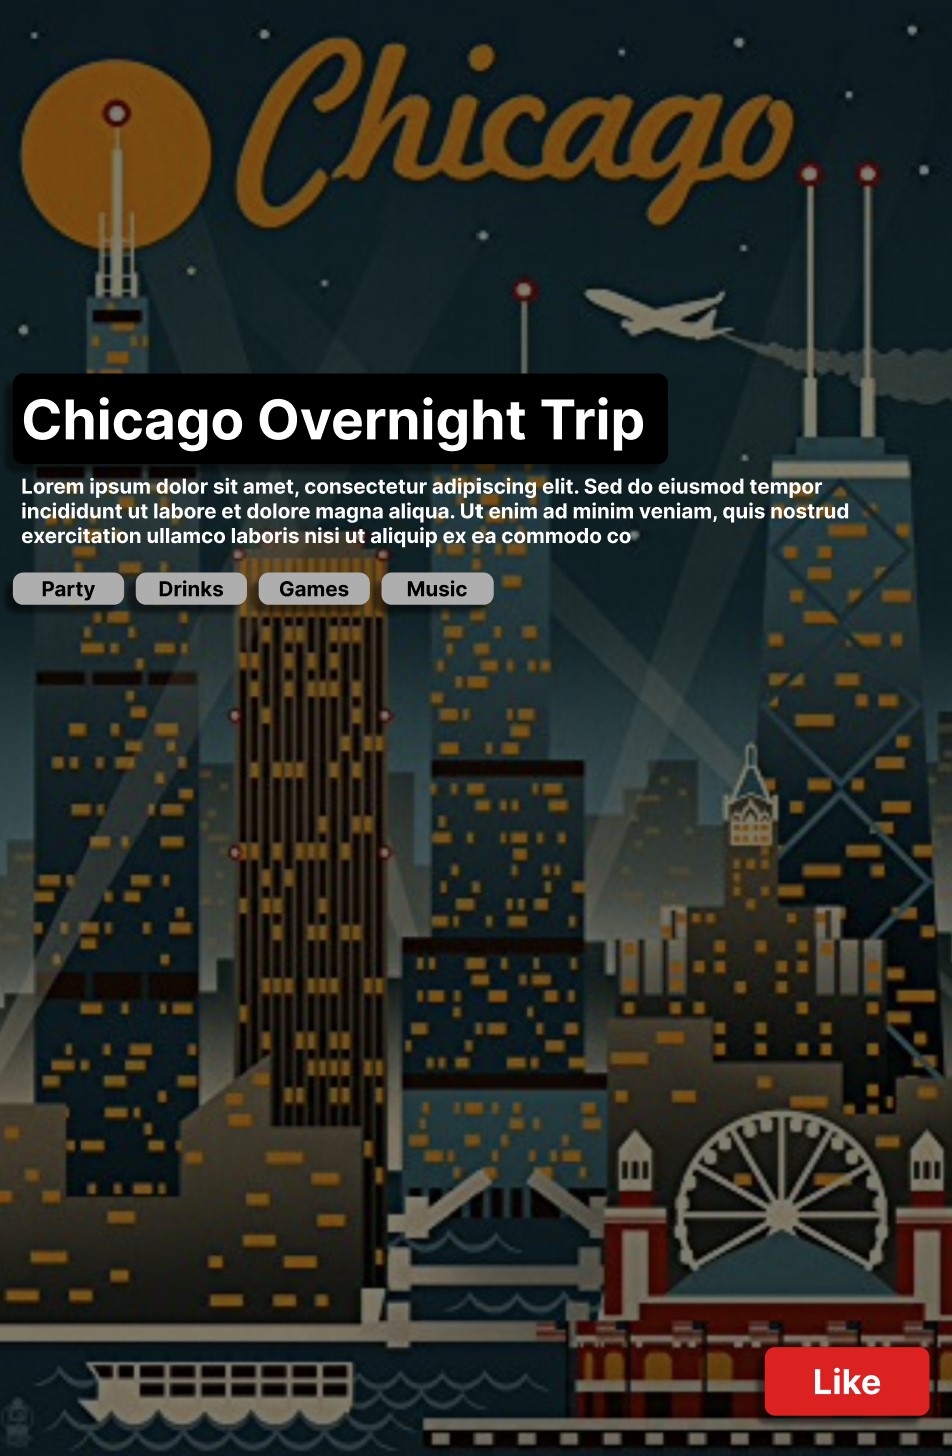 Chicago
Chicago Overnight Trip
Lorem ipsum dolor sit amet, consectetur adipiscing elit. Sed do eiusmod tempor
incididunt ut labore et dolore magna aliqua. Ut enim ad minim veniam, quis nostrud
exercitation ullamco laboris nisi ut aliquip ex ea commodo co
Party Drinks Games Music
Like